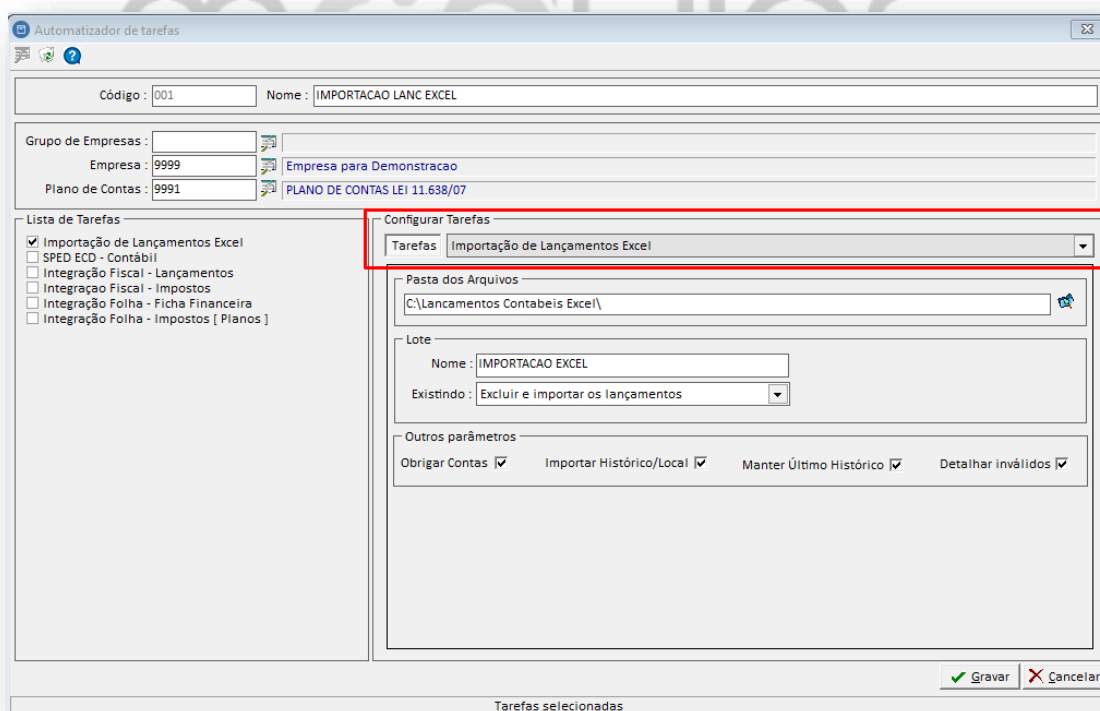 Automatizador de tarefas
Código : 001 Nome : IMPORTACAO LANC EXCEL
Grupo de Empresas :
Empresa : 9999 Empresa para Demonstracao
Plano de Contas : 9991 PLANO DE CONTAS LEI 11.638/07
Lista de Tarefas
Importação de Lançamentos Excel
SPED ECD - Contábil
Integração Fiscal - Lançamentos
Integraçao Fiscal - Impostos
Integração Folha - Ficha Financeira
Integração Folha - Impostos [ Planos ]
Configurar Tarefas
Tarefas Importação de Lançamentos Excel
Pasta dos Arquivos
C:\Lancamentos Contabeis Excel\
Lote
Nome : IMPORTACAO EXCEL
Existindo : Excluir e importar os lançamentos
Outros parâmetros
Obrigar Contas Importar Histórico/Local Manter Último Histórico Detalhar inválidos
Gravar Cancelar
Tarefas selecionadas